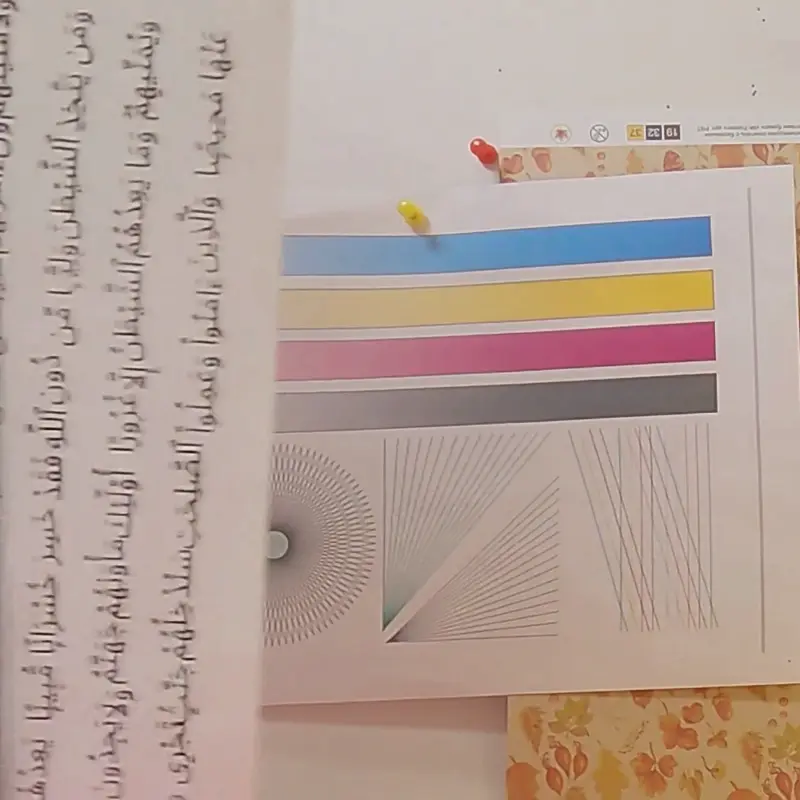 وَمَن يَتَّخِذِ ٱلشَّيْطَٰنَ وَلِيًّا مِّن دُونِ ٱللَّهِ فَقَدْ خَسِرَ خُسْرَانًا مُّبِينًا يَعِدُهُمْ
وَيُمَنِّيهِمْ وَمَا يَعِدُهُمُ ٱلشَّيْطَٰنُ إِلَّا غُرُورًا أُو۟لَٰٓئِكَ مَأْوَىٰهُمْ جَهَنَّمُ وَلَا يَجِدُونَ
عَنْهَا مَحِيصًا وَٱلَّذِينَ ءَامَنُوا۟ وَعَمِلُوا۟ ٱلصَّٰلِحَٰتِ سَنُدْخِلُهُمْ جَنَّٰتٍ تَجْرِى
19 32 37